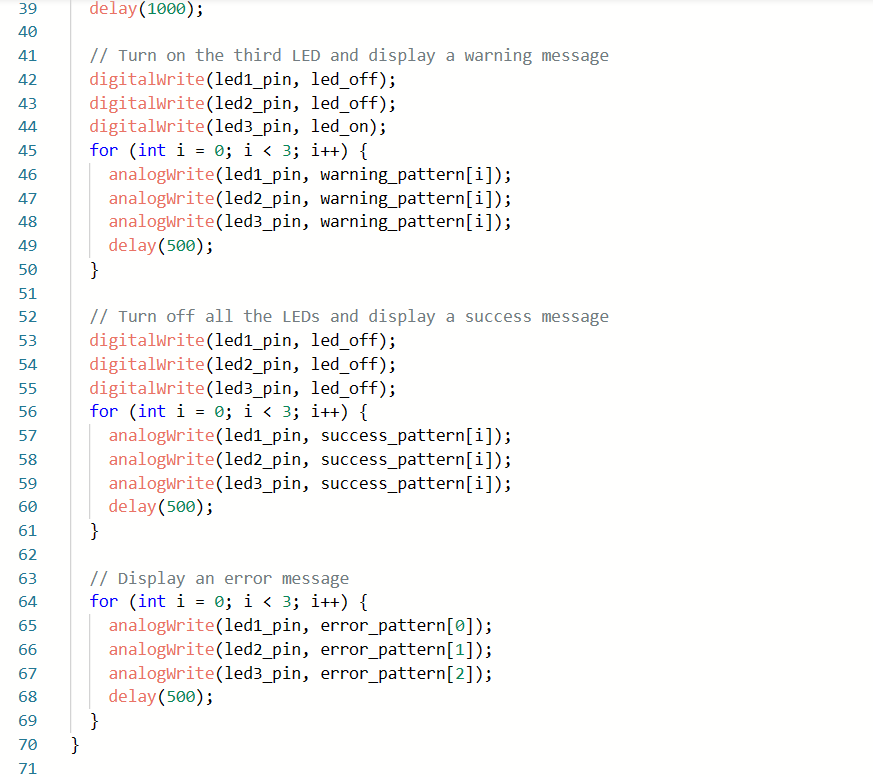 39 delay(1000);
40
41 // Turn on the third LED and display a warning message
42 digitalWrite(led1_pin, led_off);
43 digitalWrite(led2_pin, led_off);
44 digitalWrite(led3_pin, led_on);
45 for (int i = 0; i < 3; i++) {
46 analogWrite(led1_pin, warning_pattern[i]);
47 analogWrite(led2_pin, warning_pattern[i]);
48 analogWrite(led3_pin, warning_pattern[i]);
49 delay(500);
50 }
51
52 // Turn off all the LEDs and display a success message
53 digitalWrite(led1_pin, led_off);
54 digitalWrite(led2_pin, led_off);
55 digitalWrite(led3_pin, led_off);
56 for (int i = 0; i < 3; i++) {
57 analogWrite(led1_pin, success_pattern[i]);
58 analogWrite(led2_pin, success_pattern[i]);
59 analogWrite(led3_pin, success_pattern[i]);
60 delay(500);
61 }
62
63 // Display an error message
64 for (int i = 0; i < 3; i++) {
65 analogWrite(led1_pin, error_pattern[0]);
66 analogWrite(led2_pin, error_pattern[1]);
67 analogWrite(led3_pin, error_pattern[2]);
68 delay(500);
69 }
70 }
71